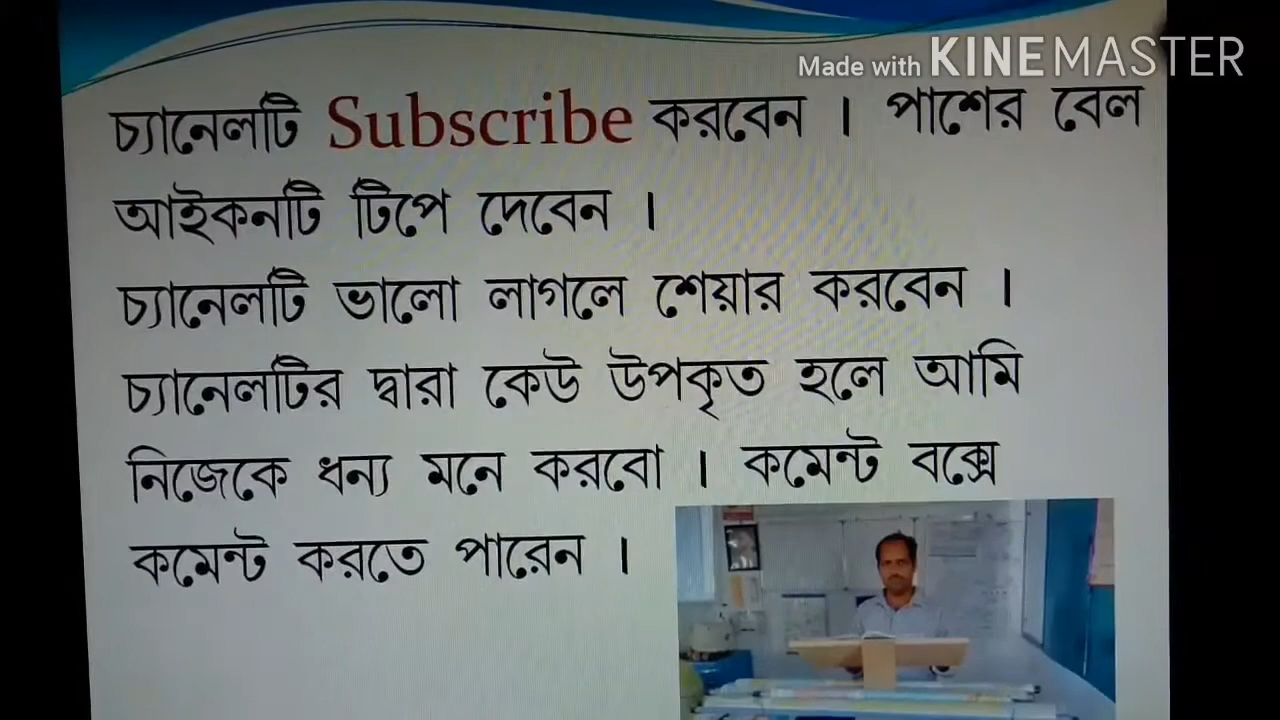 Made with KINEMASTER
চ্যানেলটি Subscribe করবেন । পাশের বেল
আইকনটি টিপে দেবেন ।
চ্যানেলটি ভালো লাগলে শেয়ার করবেন ।
চ্যানেলটির দ্বারা কেউ উপকৃত হলে আমি
নিজেকে ধন্য মনে করবো । কমেন্ট বক্সে
কমেন্ট করতে পারেন ।